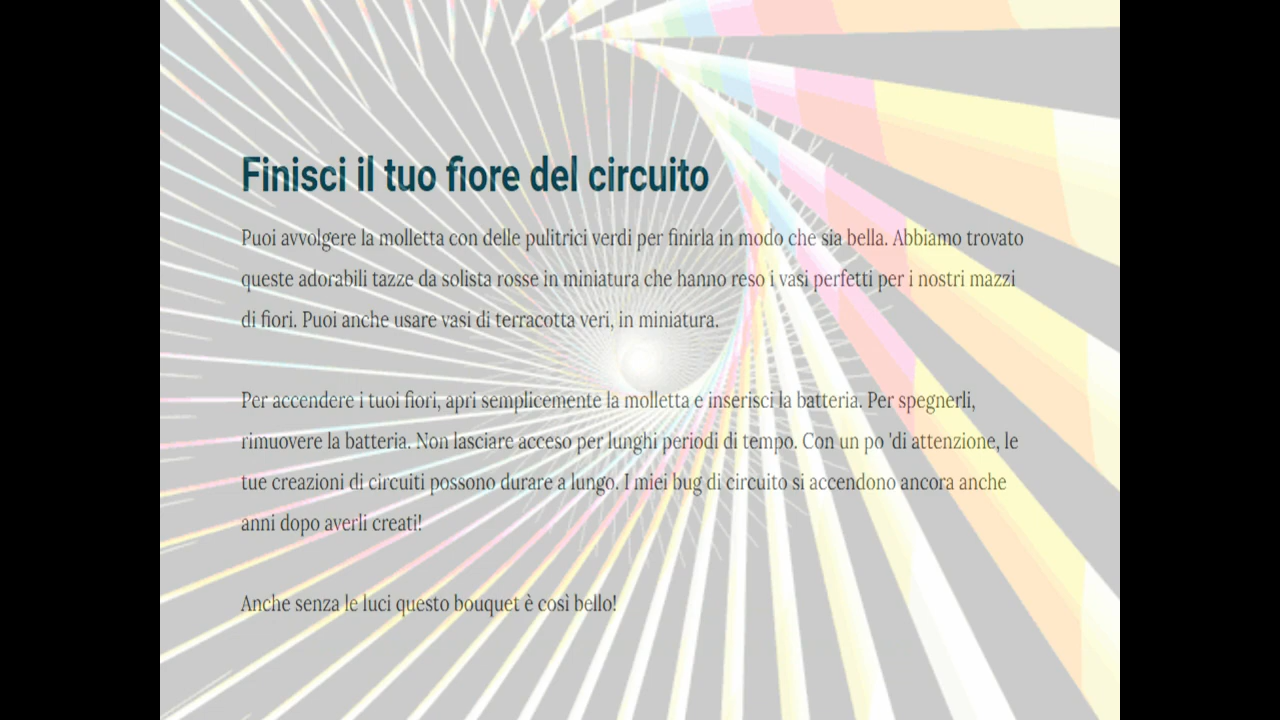 Finisci il tuo fiore del circuito
Puoi avvolgere la molletta con delle pulitrici verdi per finirla in modo che sia bella. Abbiamo trovato
queste adorabili tazze da solista rosse in miniatura che hanno reso i vasi perfetti per i nostri mazzi
di fiori. Puoi anche usare vasi di terracotta veri, in miniatura.
Per accendere i tuoi fiori, apri semplicemente la molletta e inserisci la batteria. Per spegnerli,
rimuovere la batteria. Non lasciare acceso per lunghi periodi di tempo. Con un po 'di attenzione, le
tue creazioni di circuiti possono durare a lungo. I miei bug di circuito si accendono ancora anche
anni dopo averli creati!
Anche senza le luci questo bouquet è così bello!